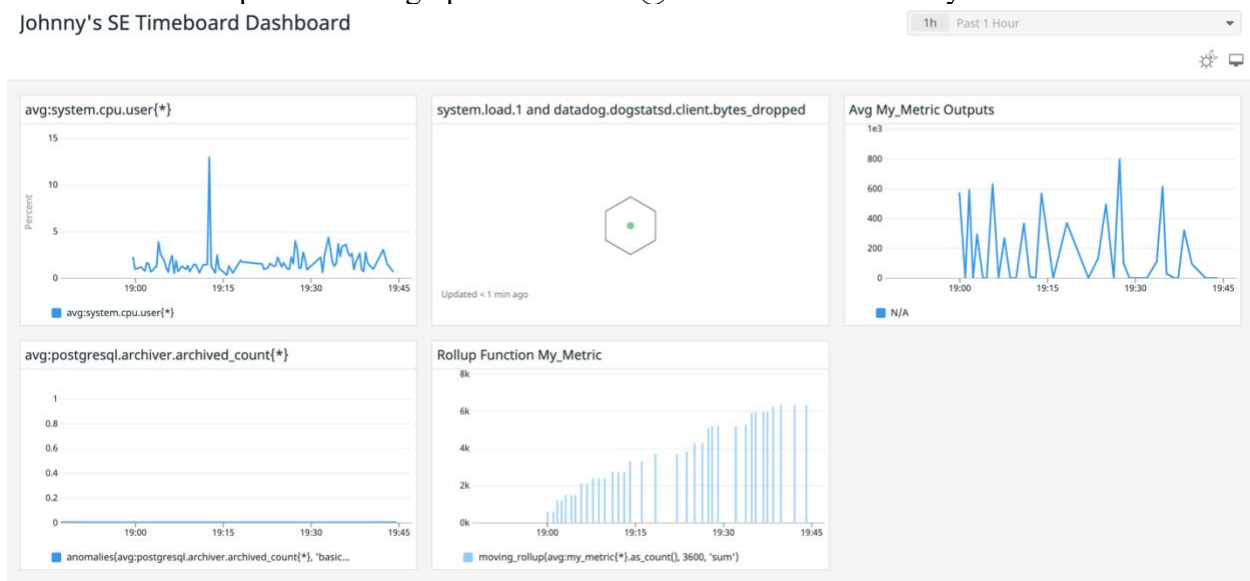 Johnny's SE Timeboard Dashboard
1h Past 1 Hour
avg:system.cpu.user{*}
15
10
5
0
Percent
19:00 19:15 19:30 19:45
avg:system.cpu.user{*}
system.load.1 and datadog.dogstatsd.client.bytes_dropped
Updated < 1 min ago
Avg My_Metric Outputs
1e3
800
600
400
200
0
19:00 19:15 19:30 19:45
N/A
avg:postgresql.archiver.archived_count{*}
1
0.8
0.6
0.4
0.2
0
19:00 19:15 19:30 19:45
anomalies(avg:postgresql.archiver.archived_count{*}, 'basic...
Rollup Function My_Metric
8k
6k
4k
2k
0k
19:00 19:15 19:30 19:45
moving_rollup(avg:my_metric{*}.as_count(), 3600, 'sum')